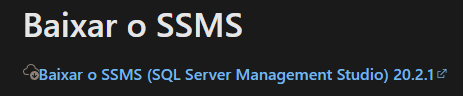 Baixar o SSMS
Baixar o SSMS (SQL Server Management Studio) 20.2.1